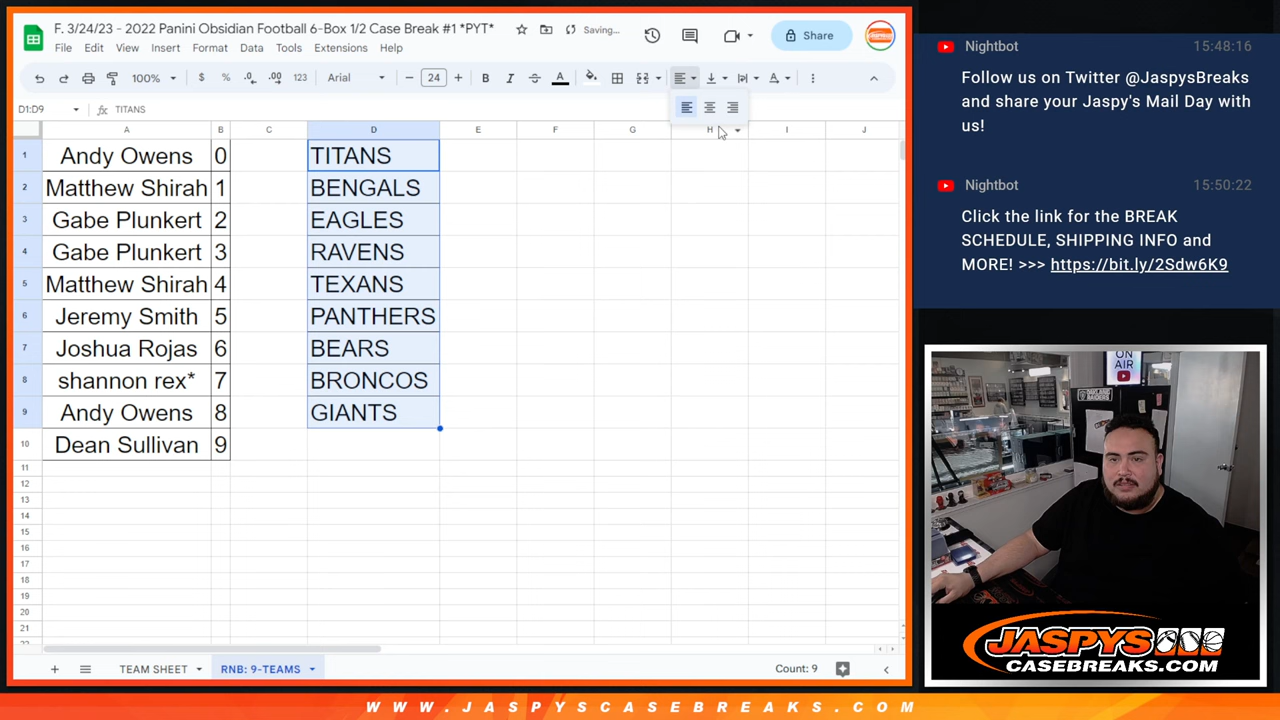 F. 3/24/23 - 2022 Panini Obsidian Football 6-Box 1/2 Case Break #1 *PYT*
Saving...
Share
File Edit View Insert Format Data Tools Extensions Help
100% $ % .0 .00 123 Arial 24 B I A
D1:D9 fx TITANS
A B C D E F G H I J
1 Andy Owens 0 TITANS
2 Matthew Shirah 1 BENGALS
3 Gabe Plunkert 2 EAGLES
4 Gabe Plunkert 3 RAVENS
5 Matthew Shirah 4 TEXANS
6 Jeremy Smith 5 PANTHERS
7 Joshua Rojas 6 BEARS
8 shannon rex* 7 BRONCOS
9 Andy Owens 8 GIANTS
10 Dean Sullivan 9
11
12
13
14
15
16
17
18
19
20
21
TEAM SHEET RNB: 9-TEAMS Count: 9
Nightbot 15:48:16
Follow us on Twitter @JaspysBreaks
and share your Jaspy's Mail Day with
us!
Nightbot 15:50:22
Click the link for the BREAK
SCHEDULE, SHIPPING INFO and
MORE! >>> https://bit.ly/2Sdw6K9
ON
AIR
RAIDERS
JASPYS
CASEBREAKS.COM
WWW.JASPYSCASEBREAKS.COM